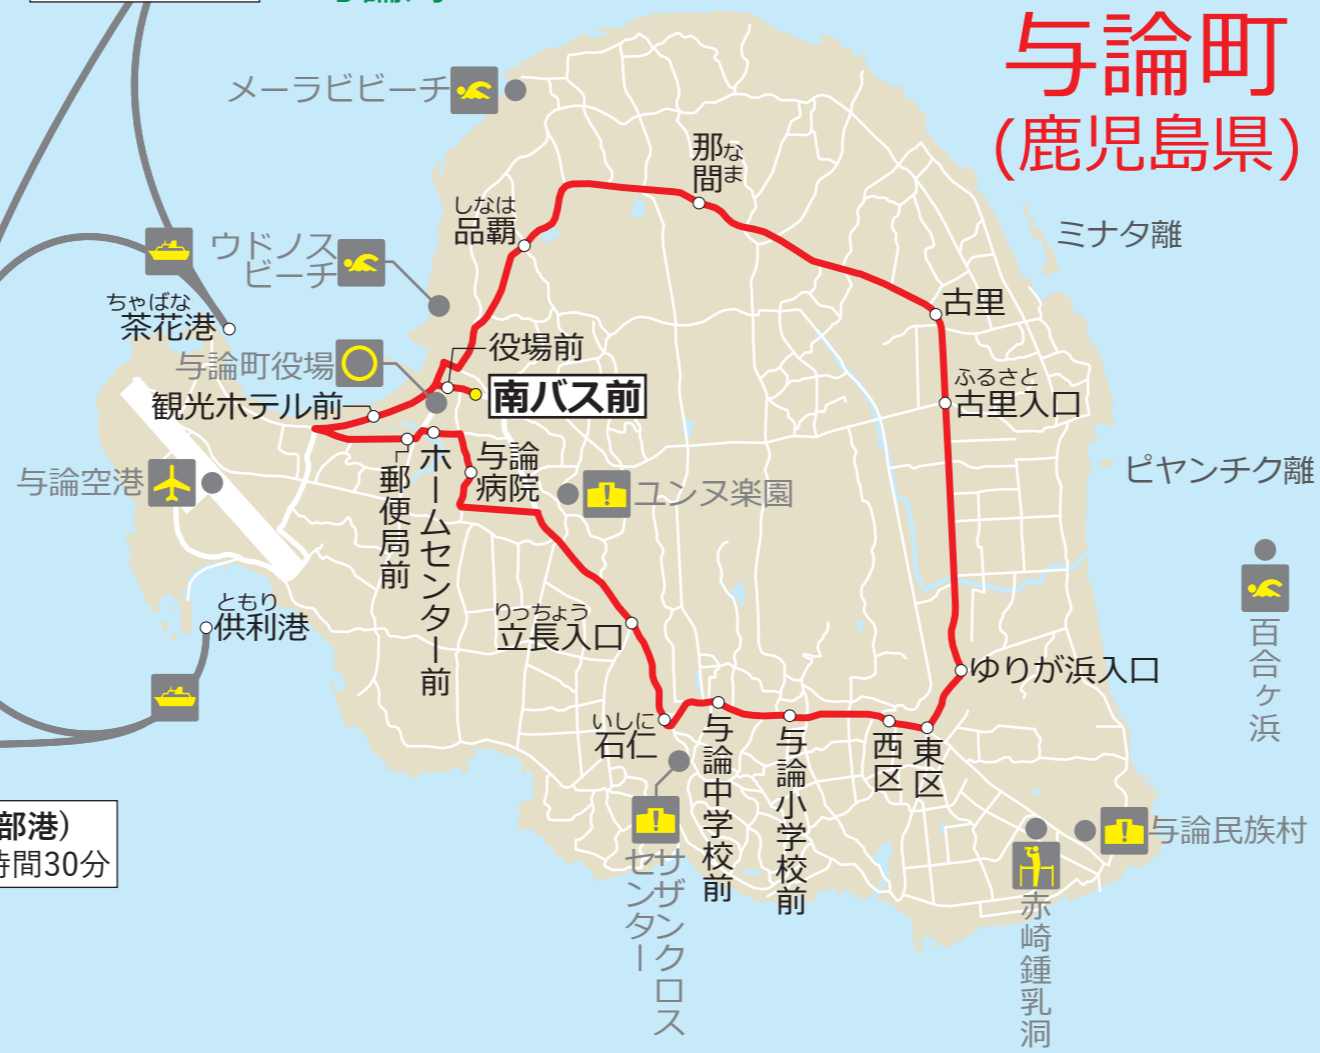 与論町
(鹿児島県)
メーラビビーチ
那間
なま
しなは
品覇
ミナタ離
ウドノス
ビーチ
ちゃばな
茶花港
古里
役場前
与論町役場
南バス前
観光ホテル前
ふるさと
古里入口
与論
病院
ピヤンチク離
与論空港
ユンヌ楽園
郵便局前
ホームセンター前
ともり
供利港
りっちょう
立長入口
百合ヶ浜
ゆりが浜入口
いしに
石仁
与論中学校前
与論小学校前
西区
東区
部港）
時間30分
与論民族村
サザンクロス
センター
赤崎鍾乳洞